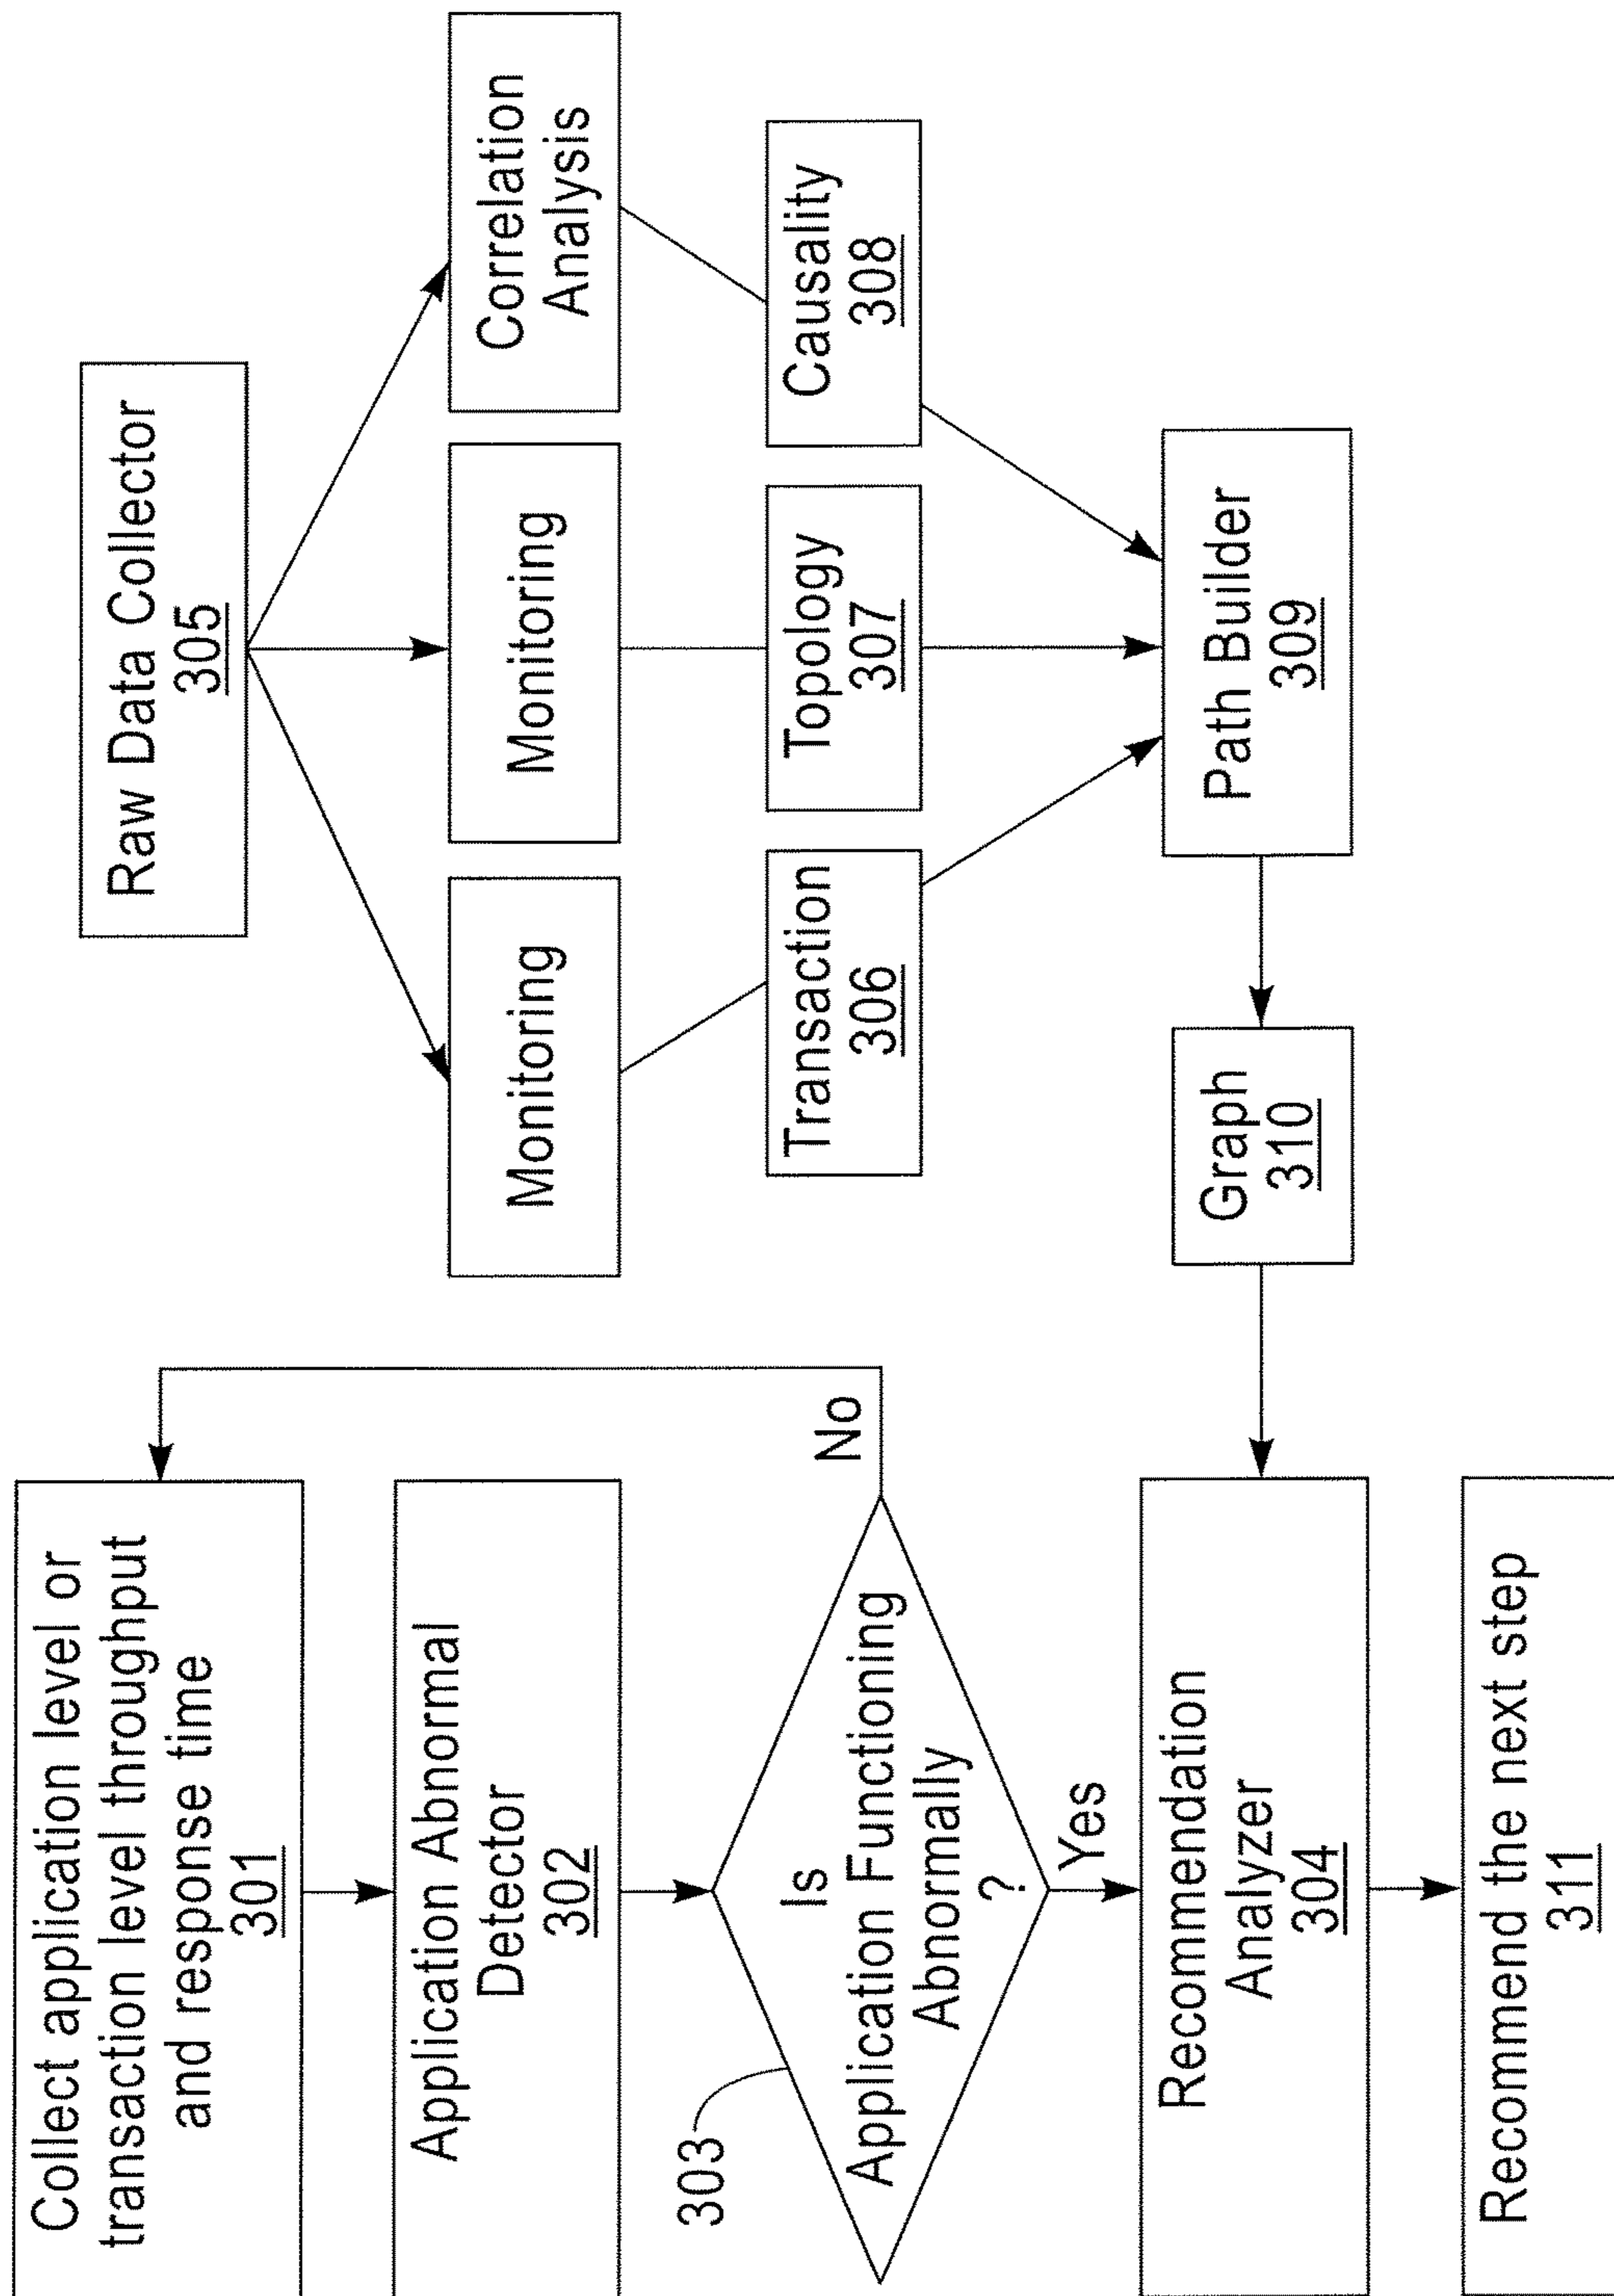 Collect application level or
transaction level throughput
and response time
301
Application Abnormal
Detector
302
303
Is
Application Functioning
Abnormally
?
No
Yes
Recommendation
Analyzer
304
Recommend the next step
311
Raw Data Collector
305
Monitoring
Monitoring
Correlation
Analysis
Transaction
306
Topology
307
Causality
308
Path Builder
309
Graph
310